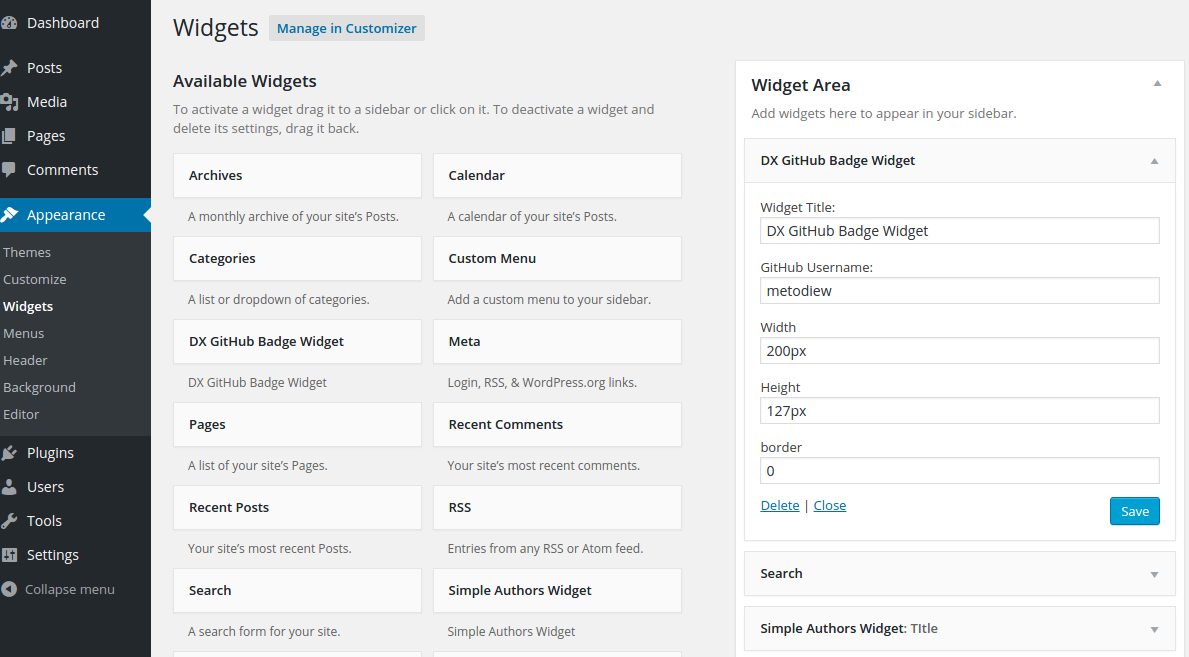 Dashboard
Posts
Media
Pages
Comments
Appearance
Themes
Customize
Widgets
Menus
Header
Background
Editor
Plugins
Users
Tools
Settings
Collapse menu
Widgets
Manage in Customizer
Available Widgets
To activate a widget drag it to a sidebar or click on it. To deactivate a widget and
delete its settings, drag it back.
Archives
A monthly archive of your site's Posts.
Calendar
A calendar of your site's Posts.
Categories
A list or dropdown of categories.
Custom Menu
Add a custom menu to your sidebar.
DX GitHub Badge Widget
DX GitHub Badge Widget
Meta
Login, RSS, & WordPress.org links.
Pages
A list of your site's Pages.
Recent Comments
Your site's most recent comments.
Recent Posts
Your site's most recent Posts.
RSS
Entries from any RSS or Atom feed.
Search
A search form for your site.
Simple Authors Widget
Simple Authors Widget
Widget Area
Add widgets here to appear in your sidebar.
DX GitHub Badge Widget
Widget Title:
DX GitHub Badge Widget
GitHub Username:
metodiew
Width
200px
Height
127px
border
0
Delete | Close
Save
Search
Simple Authors Widget: TItle